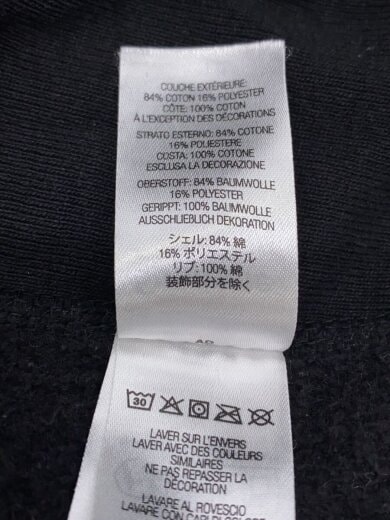 COUCHE EXTÉRIEURE:
84% COTON 16% POLYESTER
CÔTE: 100% COTON
À L'EXCEPTION DES DÉCORATIONS
STRATO ESTERNO: 84% COTONE
16% POLIESTERE
COSTA: 100% COTONE
ESCLUSA LA DECORAZIONE
OBERSTOFF: 84% BAUMWOLLE
16% POLYESTER
GERIPPT: 100% BAUMWOLLE
AUSSCHLIEßLICH DEKORATION
シェル: 84% 綿
16% ポリエステル
リブ: 100% 綿
装飾部分を除く
30
LAVER SUR L'ENVERS
LAVER AVEC DES COULEURS
SIMILAIRES
NE PAS REPASSER LA
DÉCORATION
LAVARE AL ROVESCIO